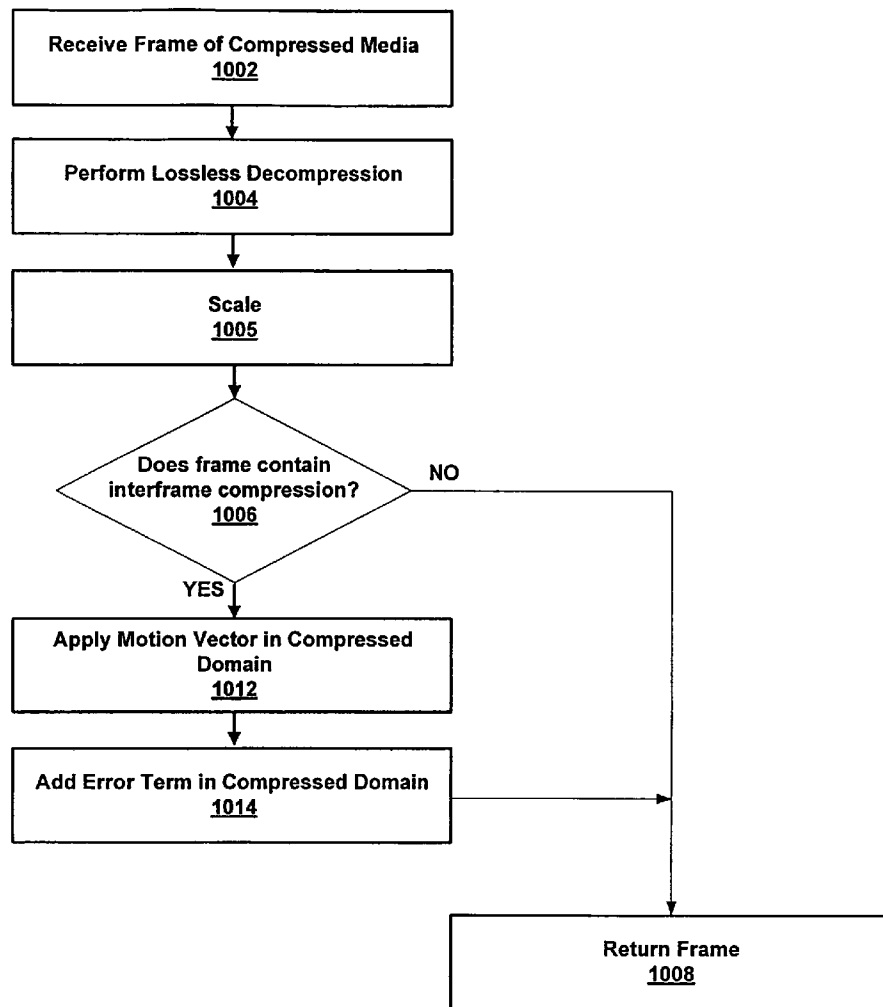 Receive Frame of Compressed Media
1002
Perform Lossless Decompression
1004
Scale
1005
Does frame contain
interframe compression?
1006
NO
YES
Apply Motion Vector in Compressed
Domain
1012
Add Error Term in Compressed Domain
1014
Return Frame
1008